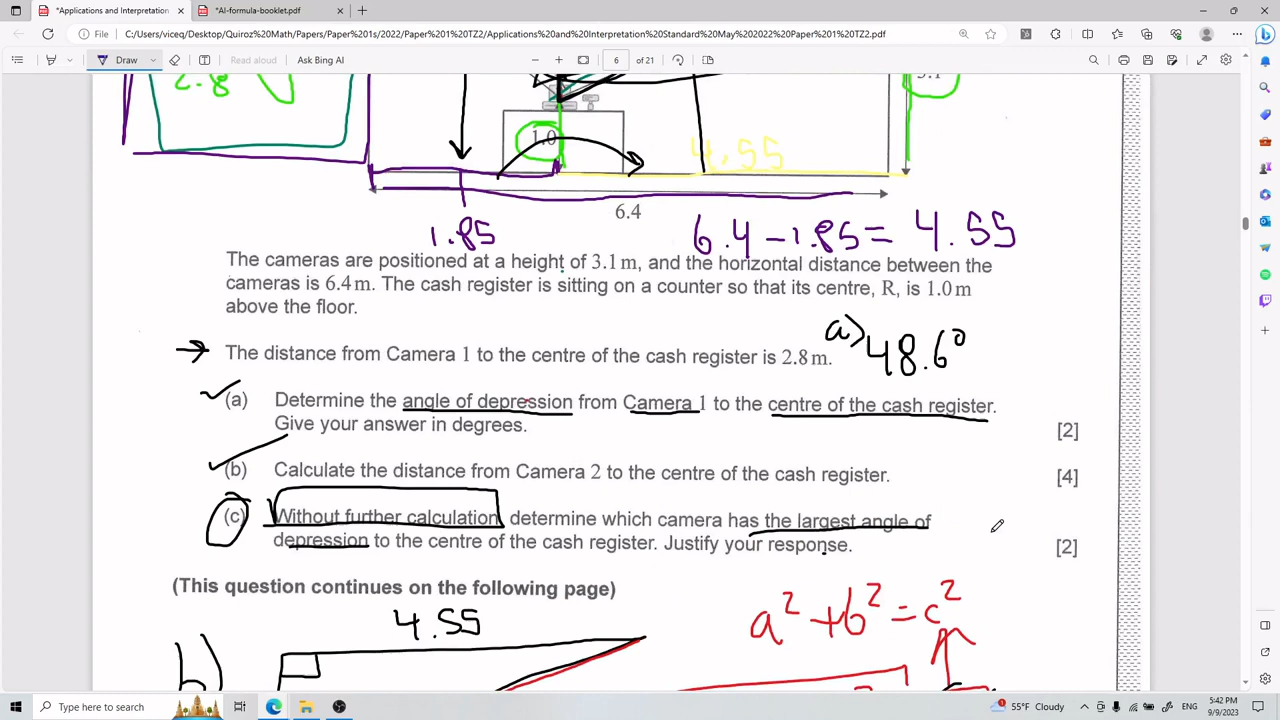 *Applications and Interpretation
*AI-formula-booklet.pdf
File
C:/Users/viceq/Quiroz%20Math/Papers/Paper%201s/2022/Paper%201%20TZ2/Applications%20and%20Interpretation%20Standard%20May%202022%20Paper%201%20TZ2.pdf
Draw
Read aloud
Ask Bing AI
6
of 21
2.8
3.1
1.0
.55
6.4
.85
6.4 - 1.85 = 4.55
The cameras are positioned at a height of 3.1 m, and the horizontal distance between the
cameras is 6.4 m. The cash register is sitting on a counter so that its centre R, is 1.0 m
above the floor.
a) 48.6°
The distance from Camera 1 to the centre of the cash register is 2.8 m.
(a) Determine the angle of depression from Camera 1 to the centre of the cash register.
Give your answer in degrees. [2]
(b) Calculate the distance from Camera 2 to the centre of the cash register. [4]
(c) Without further calculation, determine which camera has the largest angle of
depression to the centre of the cash register. Justify your response. [2]
(This question continues on the following page)
a² + b² = c²
4.55
b)
Type here to search
55°F Cloudy
5:42 PM
9/9/2023